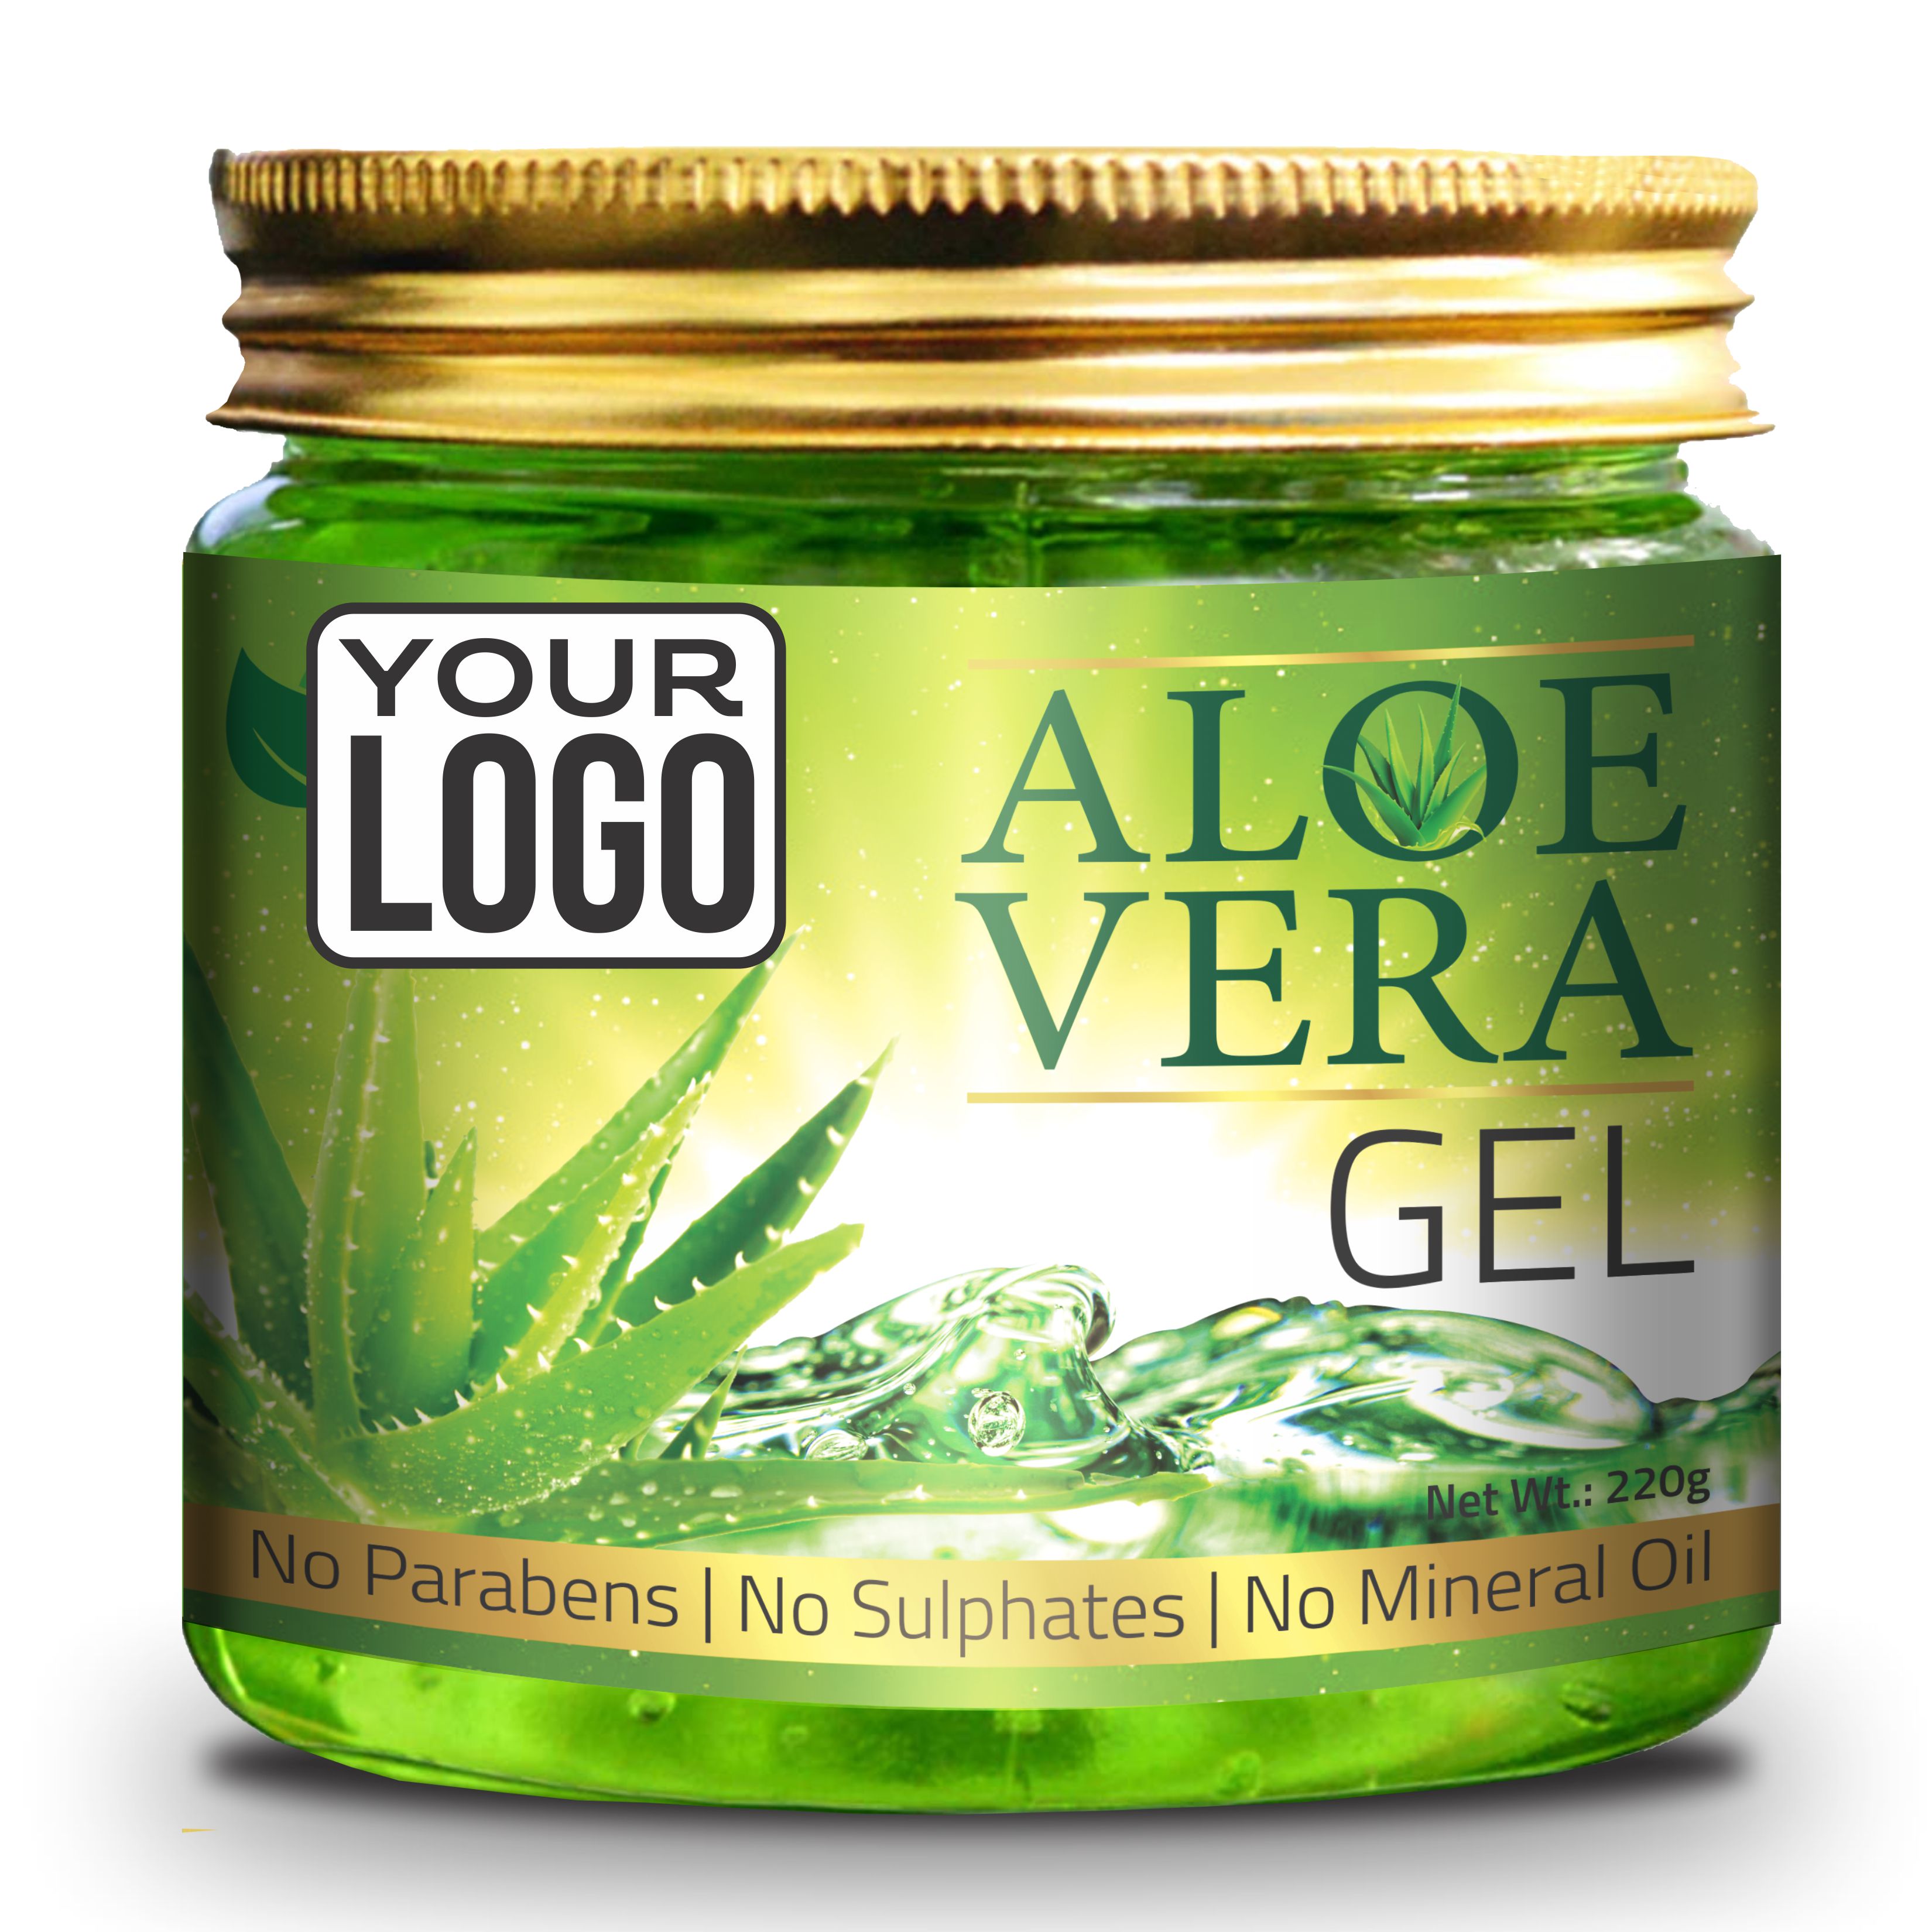 YOUR
LOGO
ALOE
VERA
GEL
Net Wt.: 220g
No Parabens | No Sulphates | No Mineral Oil